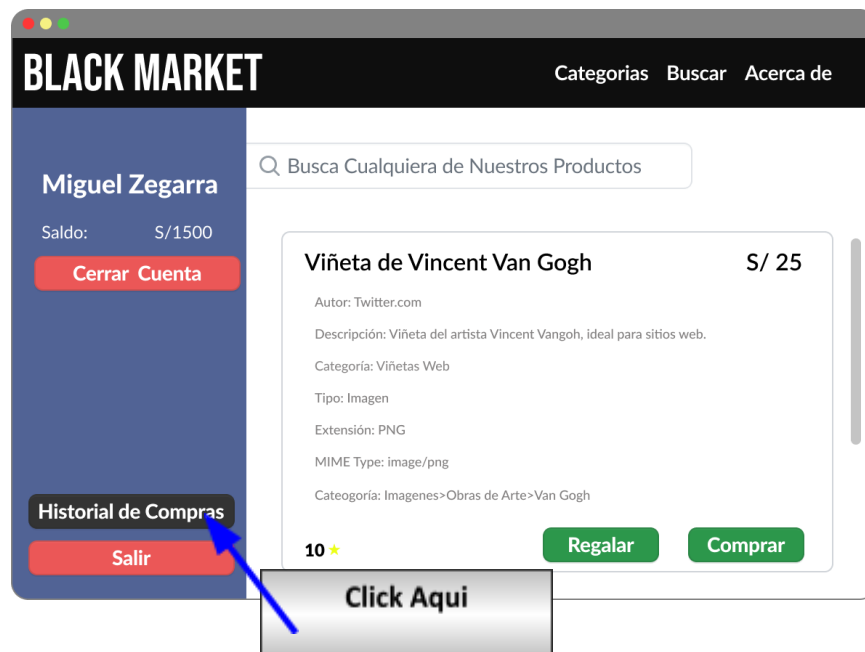 BLACK MARKET
Categorias Buscar Acerca de
Miguel Zegarra
Saldo: S/1500
Cerrar Cuenta
Historial de Compras
Salir
Busca Cualquiera de Nuestros Productos
Viñeta de Vincent Van Gogh S/ 25
Autor: Twitter.com
Descripción: Viñeta del artista Vincent Vangoh, ideal para sitios web.
Categoría: Viñetas Web
Tipo: Imagen
Extensión: PNG
MIME Type: image/png
Cateogoría: Imagenes>Obras de Arte>Van Gogh
10 Regalar Comprar
Click Aqui